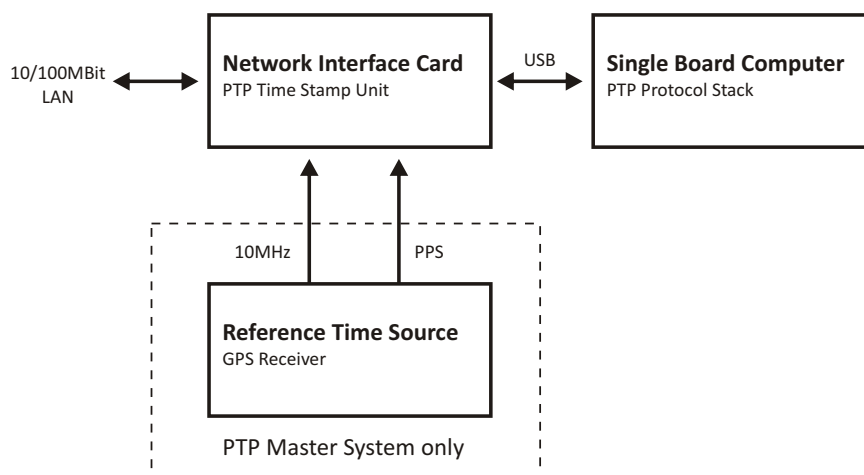 10/100MBit
LAN
Network Interface Card
PTP Time Stamp Unit
USB
Single Board Computer
PTP Protocol Stack
10MHz
PPS
Reference Time Source
GPS Receiver
PTP Master System only